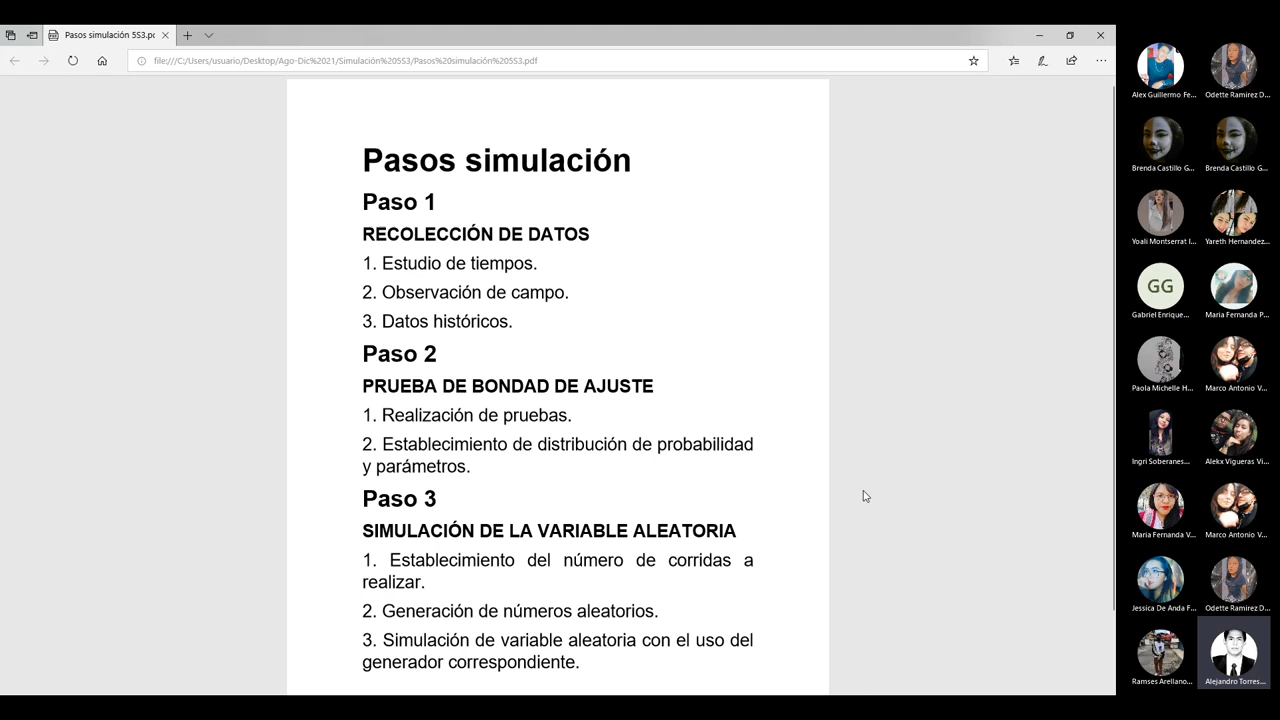 Pasos simulación 5S3.pc
file:///C:/Users/usuario/Desktop/Ago-Dic%2021/Simulación%205S3/Pasos%20simulación%205S3.pdf
Pasos simulación
Paso 1
RECOLECCIÓN DE DATOS
1. Estudio de tiempos.
2. Observación de campo.
3. Datos históricos.
Paso 2
PRUEBA DE BONDAD DE AJUSTE
1. Realización de pruebas.
2. Establecimiento de distribución de probabilidad
y parámetros.
Paso 3
SIMULACIÓN DE LA VARIABLE ALEATORIA
1. Establecimiento del número de corridas a
realizar.
2. Generación de números aleatorios.
3. Simulación de variable aleatoria con el uso del
generador correspondiente.
Alex Guillermo Fe...
Odette Ramirez D...
Brenda Castillo G...
Brenda Castillo G...
Yoali Montserrat I...
Yareth Hernandez...
GG
Gabriel Enrique...
Maria Fernanda P...
Paola Michelle H...
Marco Antonio V...
Ingri Soberanes...
Alekx Vigueras Vi...
Maria Fernanda V...
Marco Antonio V...
Jessica De Anda F...
Odette Ramirez D...
Ramses Arellano...
Alejandro Torres...